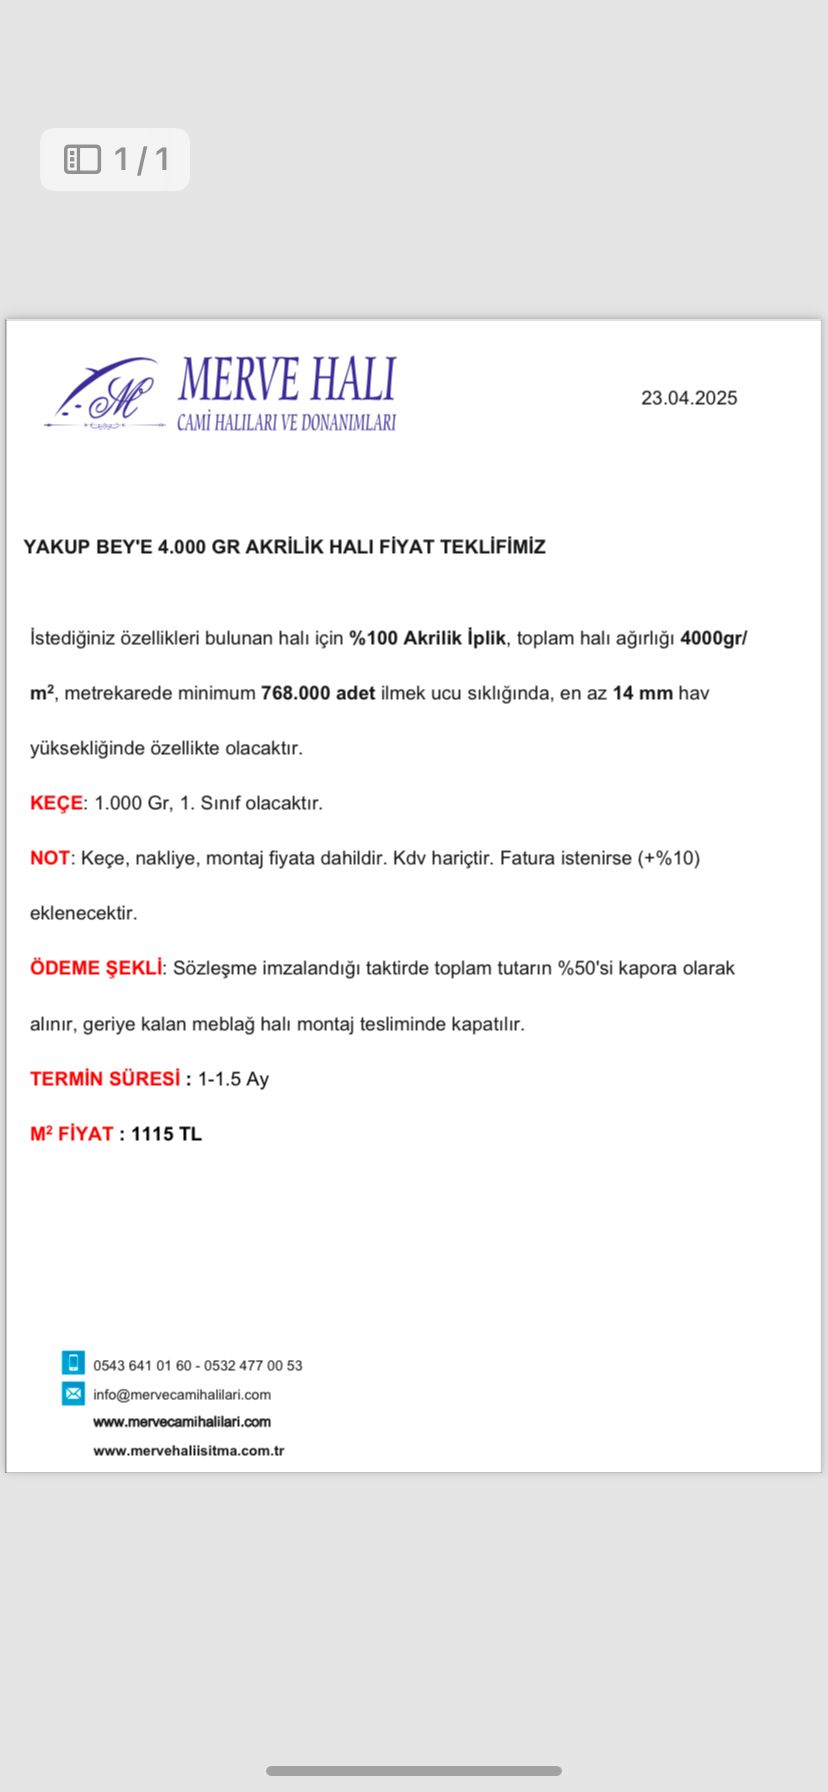 1 / 1
MERVE HALI
CAMİ HALILARI VE DONANIMLARI
23.04.2025
YAKUP BEY'E 4.000 GR AKRİLİK HALI FİYAT TEKLİFİMİZ
İstediğiniz özellikleri bulunan halı için %100 Akrilik İplik, toplam halı ağırlığı 4000gr/
m², metrekarede minimum 768.000 adet ilmek ucu sıklığında, en az 14 mm hav
yüksekliğinde özellikte olacaktır.
KEÇE: 1.000 Gr, 1. Sınıf olacaktır.
NOT: Keçe, nakliye, montaj fiyata dahildir. Kdv hariçtir. Fatura istenirse (+%10)
eklenecektir.
ÖDEME ŞEKLİ: Sözleşme imzalandığı taktirde toplam tutarın %50'si kapora olarak
alınır, geriye kalan meblağ halı montaj tesliminde kapatılır.
TERMİN SÜRESİ : 1-1.5 Ay
M² FİYAT : 1115 TL
0543 641 01 60 - 0532 477 00 53
info@mervecamihalilari.com
www.mervecamihalilari.com
www.mervehaliisitma.com.tr